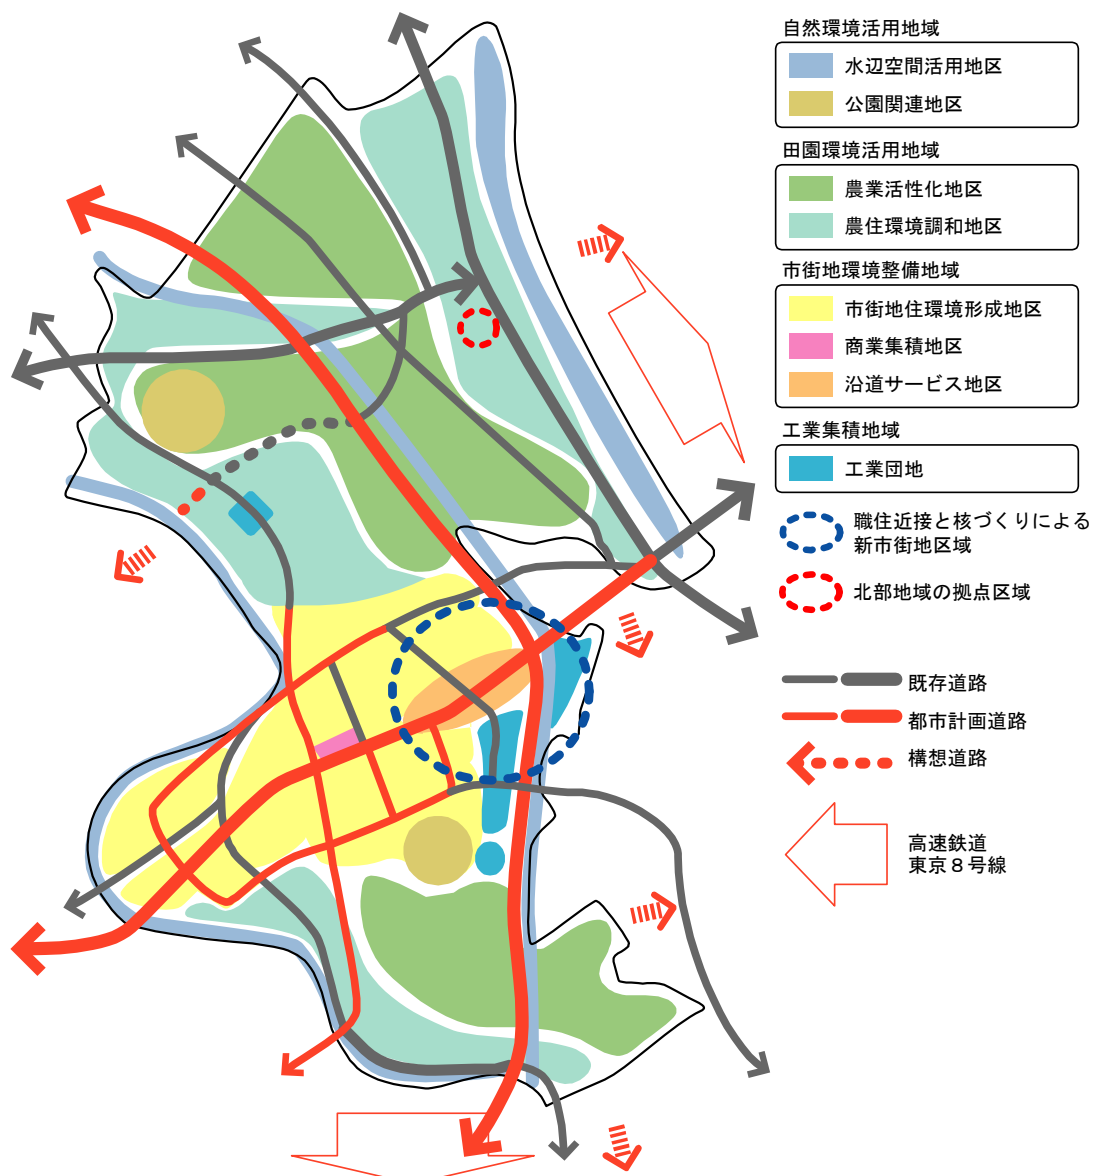 自然環境活用地域
水辺空間活用地区
公園関連地区
田園環境活用地域
農業活性化地区
農住環境調和地区
市街地環境整備地域
市街地住環境形成地区
商業集積地区
沿道サービス地区
工業集積地域
工業団地
職住近接と核づくりによる
新市街地区域
北部地域の拠点区域
既存道路
都市計画道路
構想道路
高速鉄道
東京８号線